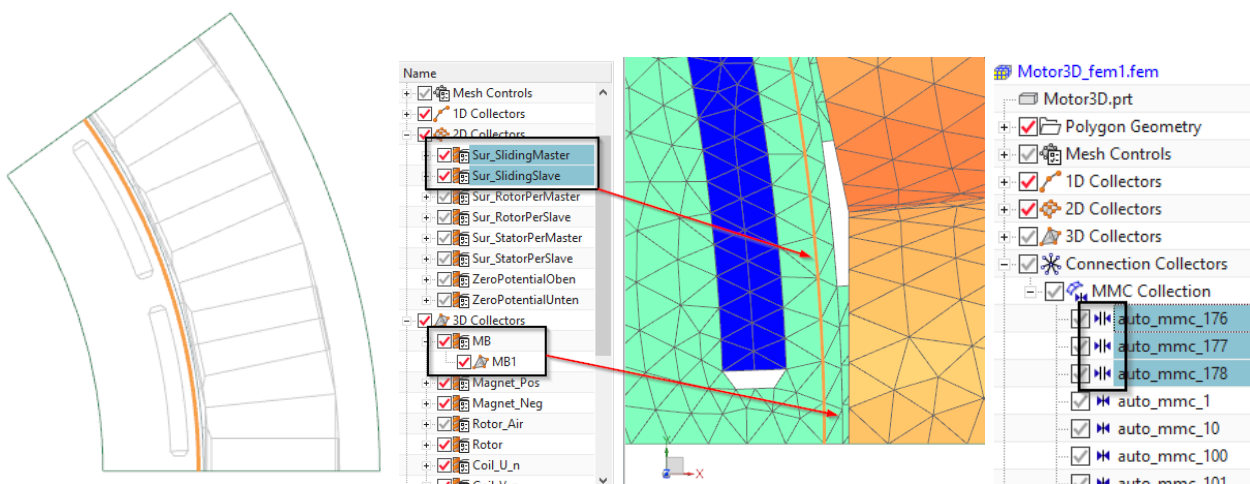 Name
Mesh Controls
1D Collectors
2D Collectors
Sur_SlidingMaster
Sur_SlidingSlave
Sur_RotorPerMaster
Sur_RotorPerSlave
Sur_StatorPerMaster
Sur_StatorPerSlave
ZeroPotentialOben
ZeroPotentialUnten
3D Collectors
MB
MB1
Magnet_Pos
Magnet_Neg
Rotor_Air
Rotor
Coil_U_n
Y
X
Motor3D_fem1.fem
Motor3D.prt
Polygon Geometry
Mesh Controls
1D Collectors
2D Collectors
3D Collectors
Connection Collectors
MMC Collection
auto_mmc_176
auto_mmc_177
auto_mmc_178
auto_mmc_1
auto_mmc_10
auto_mmc_100
auto_mmc_101